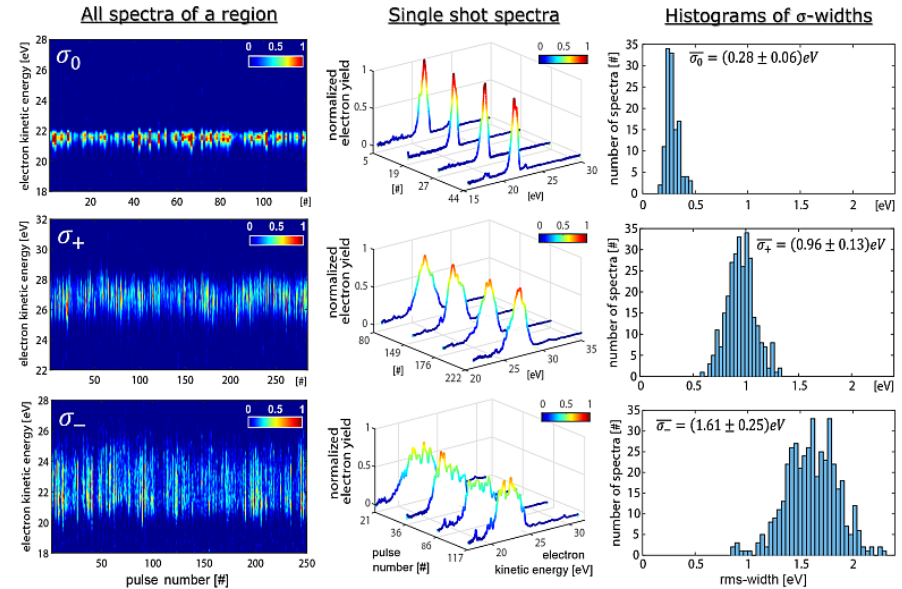 All spectra of a region
Single shot spectra
Histograms of σ-widths
electron kinetic energy [eV]
28
26
24
22
20
18
σ0
0 0.5 1
20 40 60 80 100 [#]
normalized
electron yield
1
0.5
0
0 0.5 1
5
19
27
44
[#]
15
20
25
30
[eV]
number of spectra [#]
35
30
25
20
15
10
5
0
σ0 = (0.28 ± 0.06)eV
0 0.5 1 1.5 2 [eV]
electron kinetic energy [eV]
32
30
28
26
24
22
σ+
0 0.5 1
50 100 150 200 250 [#]
normalized
electron yield
1
0.5
0
0 0.5 1
80
149
176
222
[#]
20
25
30
35
[eV]
number of spectra [#]
35
30
25
20
15
10
5
0
σ+ = (0.96 ± 0.13)eV
0 0.5 1 1.5 2 [eV]
electron kinetic energy [eV]
28
26
24
22
20
18
σ−
0 0.5 1
50 100 150 200 250
pulse number [#]
normalized
electron yield
1
0.5
0
0 0.5 1
21
36
86
117
pulse
number [#]
20
25
30
electron
kinetic energy [eV]
number of spectra [#]
35
30
25
20
15
10
5
0
σ− = (1.61 ± 0.25)eV
0 0.5 1 1.5 2
rms-width [eV]